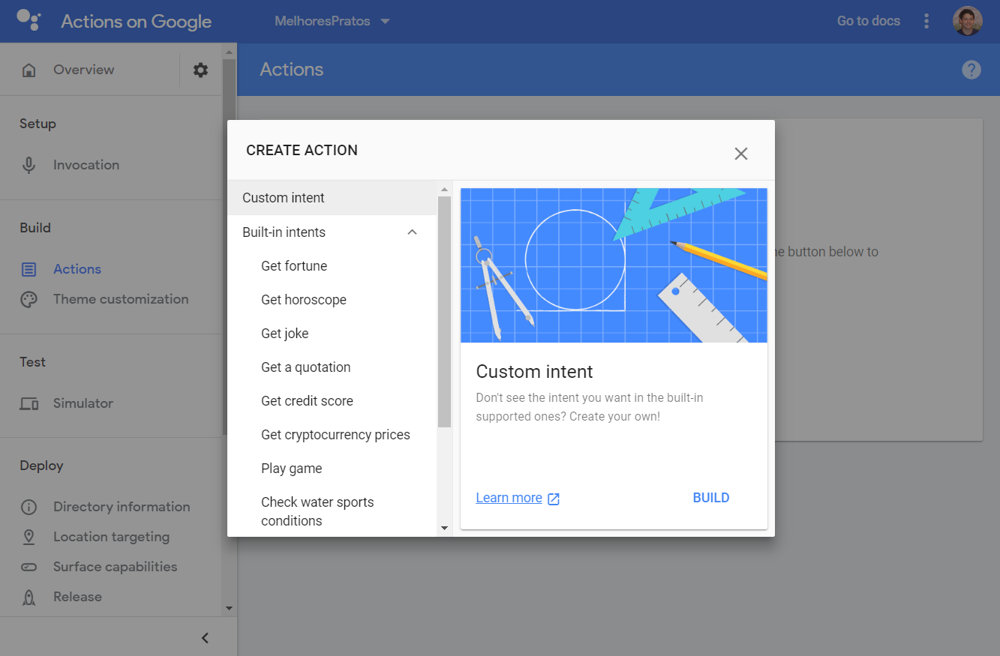 Actions on Google
MelhoresPratos
Go to docs
Overview
Actions
?
Setup
Invocation
Build
Actions
Theme customization
Test
Simulator
Deploy
Directory information
Location targeting
Surface capabilities
Release
CREATE ACTION
Custom intent
Built-in intents
Get fortune
Get horoscope
Get joke
Get a quotation
Get credit score
Get cryptocurrency prices
Play game
Check water sports
conditions
Custom intent
Don't see the intent you want in the built-in
supported ones? Create your own!
Learn more
BUILD
button below to